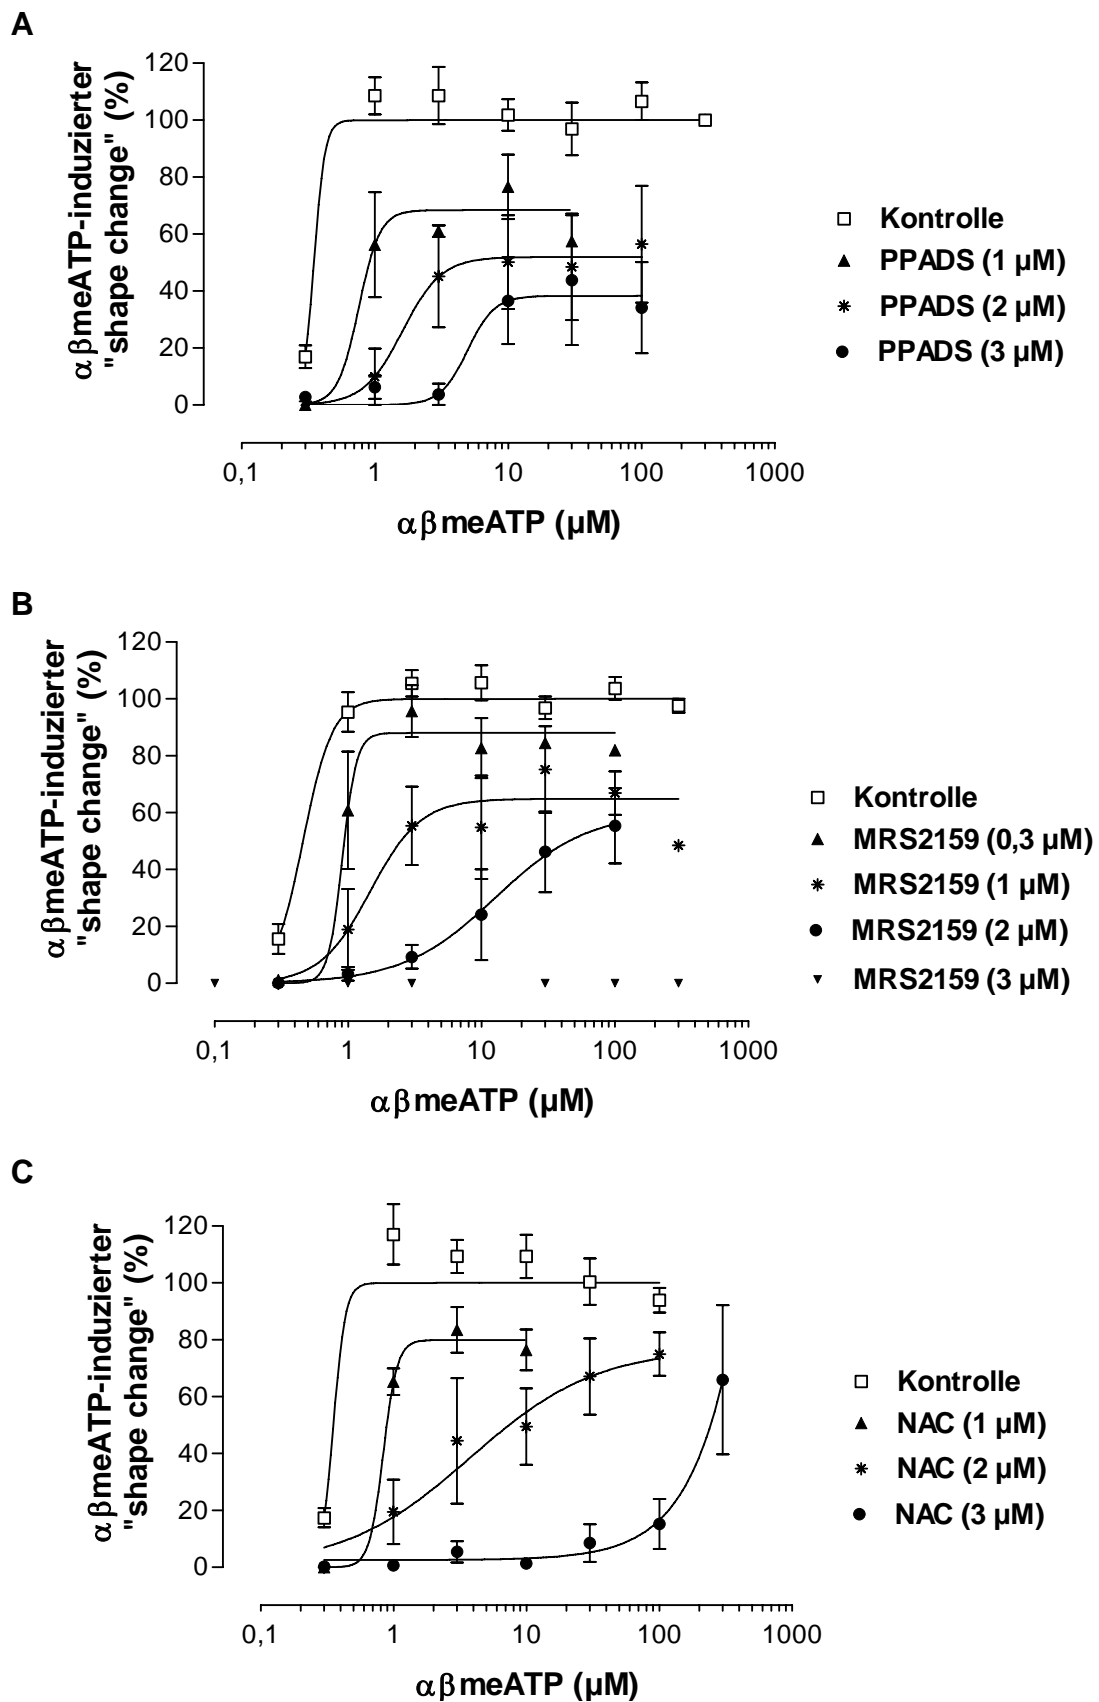 A
αβmeATP-induzierter
"shape change" (%)
120
100
80
60
40
20
0
0,1 1 10 100 1000
αβmeATP (µM)
Kontrolle
PPADS (1 µM)
PPADS (2 µM)
PPADS (3 µM)
B
αβmeATP-induzierter
"shape change" (%)
120
100
80
60
40
20
0
0,1 1 10 100 1000
αβmeATP (µM)
Kontrolle
MRS2159 (0,3 µM)
MRS2159 (1 µM)
MRS2159 (2 µM)
MRS2159 (3 µM)
C
αβmeATP-induzierter
"shape change" (%)
120
100
80
60
40
20
0
0,1 1 10 100 1000
αβmeATP (µM)
Kontrolle
NAC (1 µM)
NAC (2 µM)
NAC (3 µM)